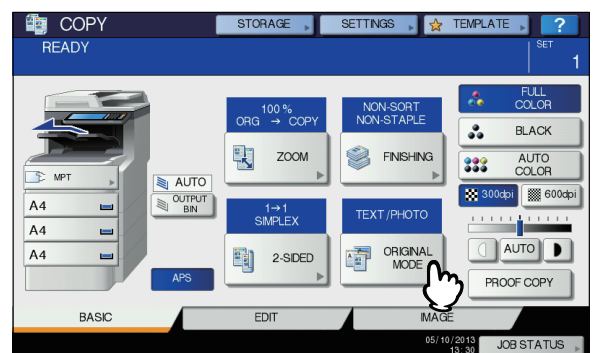 COPY
STORAGE
SETTINGS
TEMPLATE
?
READY
SET
1
100 %
ORG → COPY
ZOOM
NON-SORT
NON-STAPLE
FINISHING
FULL
COLOR
BLACK
AUTO
COLOR
300dpi
600dpi
MPT
A4
A4
A4
AUTO
OUTPUT
BIN
APS
1→1
SIMPLEX
2-SIDED
TEXT/PHOTO
ORIGINAL
MODE
AUTO
PROOF COPY
BASIC
EDIT
IMAGE
05/10/2013
13:30
JOB STATUS